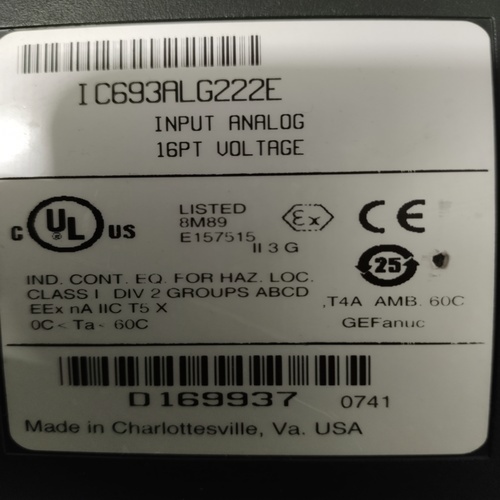 IC693ALG222E
INPUT ANALOG
16PT VOLTAGE
C UL US
LISTED
8M89
E157515
Ex
II 3 G
CE
25
IND. CONT. EQ. FOR HAZ. LOC.
CLASS I DIV 2 GROUPS ABCD
EEx nA IIC T5 X
0C < Ta - 60C
.T4A AMB. 60C
GEFanuc
D169937 0741
Made in Charlottesville, Va. USA